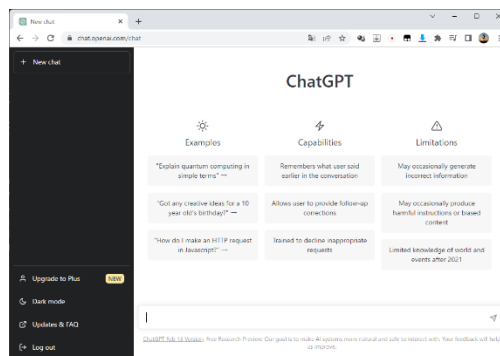 New chat
chat.openai.com/chat
+ New chat
ChatGPT
Examples
Capabilities
Limitations
"Explain quantum computing in
simple terms" →
Remembers what user said
earlier in the conversation
May occasionally generate
incorrect information
"Got any creative ideas for a 10
year old's birthday?" →
Allows user to provide follow-up
corrections
May occasionally produce
harmful instructions or biased
content
"How do I make an HTTP request
in Javascript?" →
Trained to decline inappropriate
requests
Limited knowledge of world and
events after 2021
Upgrade to Plus
NEW
Dark mode
Updates & FAQ
Log out
ChatGPT Feb 13 Version. Free Research Preview. Our goal is to make AI systems more natural and safe to interact with. Your feedback will help
us improve.